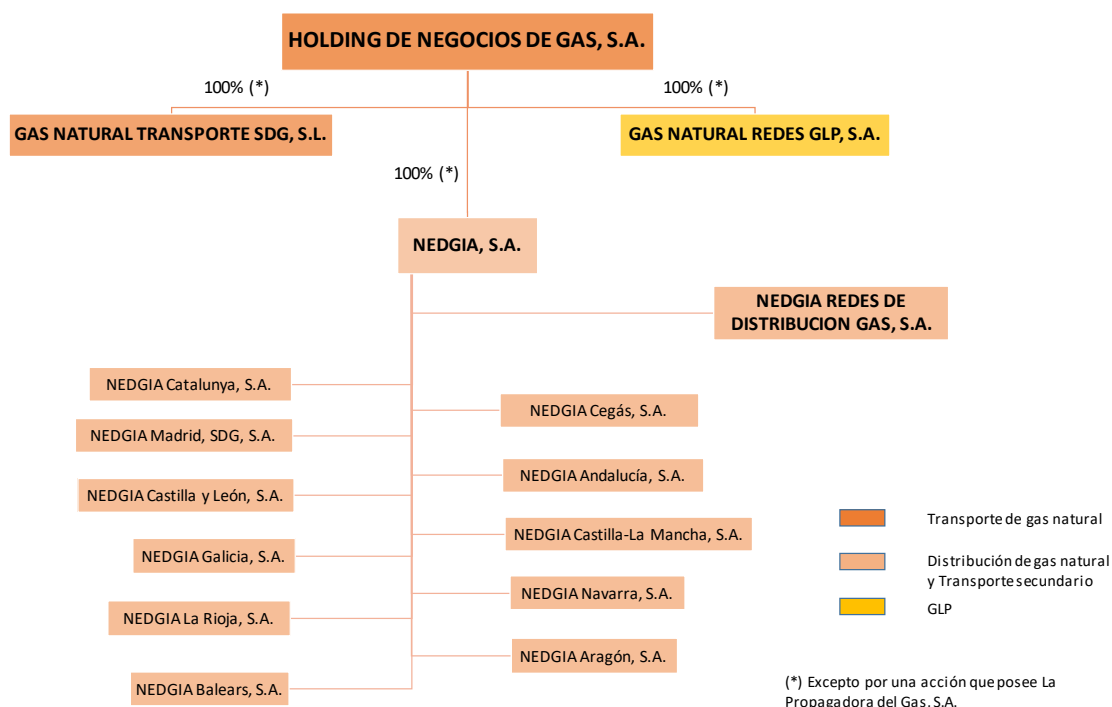 HOLDING DE NEGOCIOS DE GAS, S.A.
100% (*)
100% (*)
GAS NATURAL TRANSPORTE SDG, S.L.
GAS NATURAL REDES GLP, S.A.
100% (*)
NEDGIA, S.A.
NEDGIA REDES DE
DISTRIBUCION GAS, S.A.
NEDGIA Catalunya, S.A.
NEDGIA Cegás, S.A.
NEDGIA Madrid, SDG, S.A.
NEDGIA Andalucía, S.A.
NEDGIA Castilla y León, S.A.
NEDGIA Castilla-La Mancha, S.A.
NEDGIA Galicia, S.A.
NEDGIA Navarra, S.A.
NEDGIA La Rioja, S.A.
NEDGIA Aragón, S.A.
NEDGIA Balears, S.A.
Transporte de gas natural
Distribución de gas natural
y Transporte secundario
GLP
(*) Excepto por una acción que posee La
Propagadora del Gas, S.A.